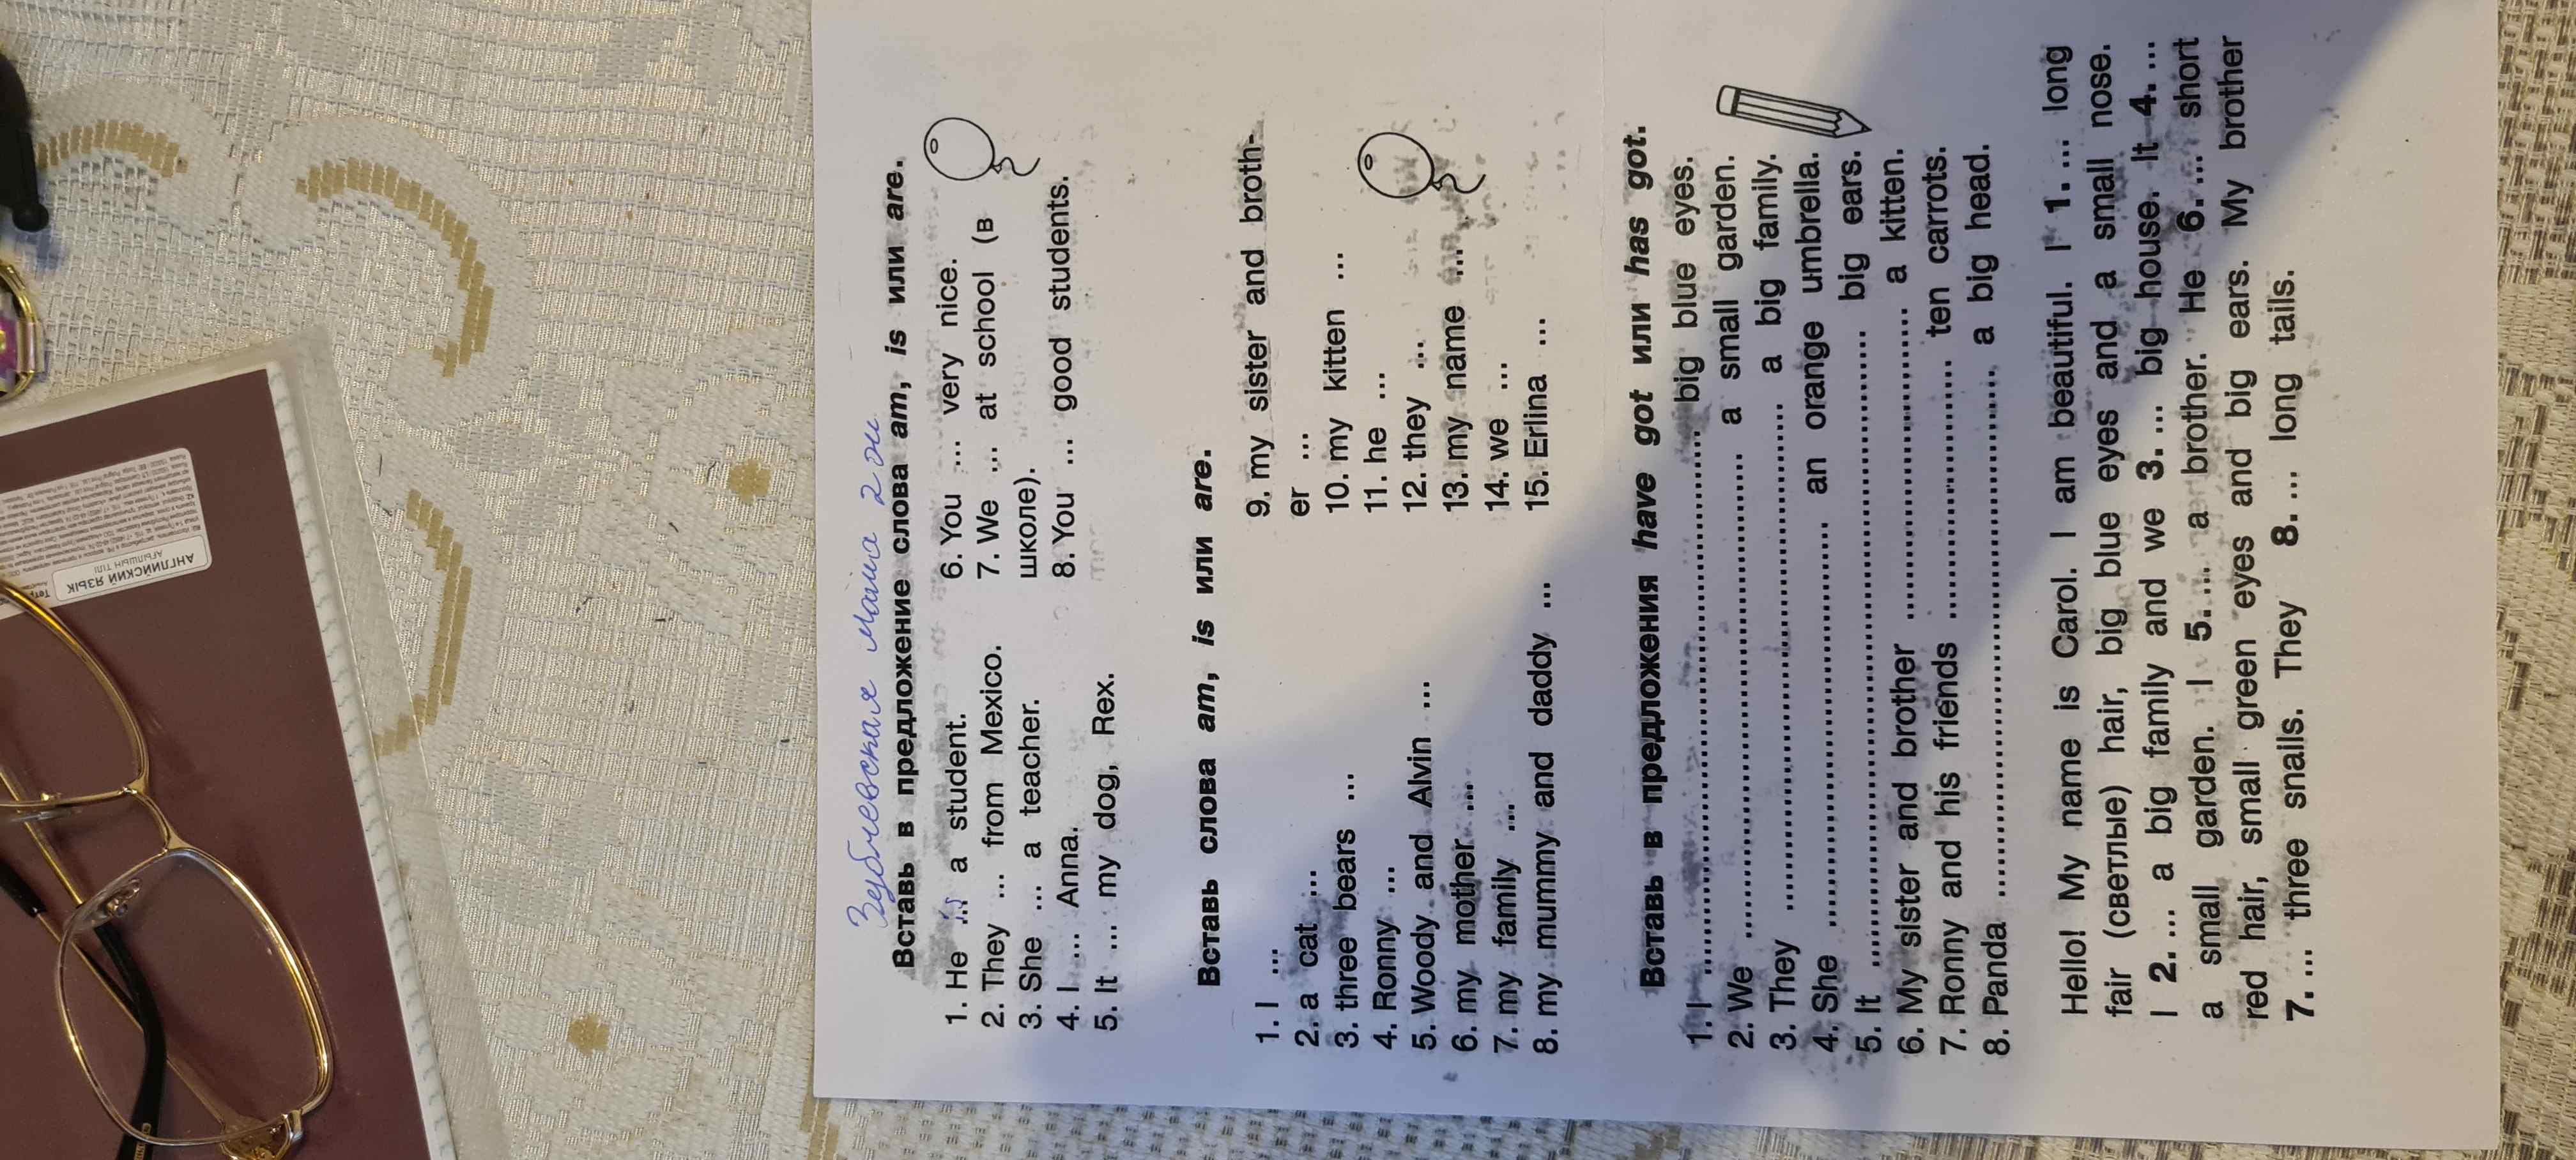 АНГЛИЙСКИЙ ЯЗЫК
АҒЫЛШЫН ТІЛІ
Маша
Вставь в предложение слова am, is или are.
1. He is a student.
2. They ... from Mexico.
3. She ... a teacher.
4. I ... Anna.
5. It ... my dog, Rex.
6. You ... very nice.
7. We ... at school (в
школе).
8. You ... good students.
Вставь слова am, is или are.
1. I ...
2. a cat ...
3. three bears ...
4. Ronny ...
5. Woody and Alvin ...
6. my mother ...
7. my family ...
8. my mummy and daddy ...
9. my sister and broth-
er ...
10. my kitten ...
11. he ...
12. they ...
13. my name ...
14. we ...
15. Erlina ...
Вставь в предложения have got или has got.
1. I ........................ big blue eyes.
2. We ........................ a small garden.
3. They ........................ a big family.
4. She ........................ an orange umbrella.
5. It ........................ big ears.
6. My sister and brother ........................ a kitten.
7. Ronny and his friends ........................ ten carrots.
8. Panda ........................ a big head.
Hello! My name is Carol. I am beautiful. I 1. ... long
fair (светлые) hair, big blue eyes and a small nose.
I 2. ... a big family and we 3. ... big house. It 4. ...
a small garden. I 5. ... a brother. He 6. ... short
red hair, small green eyes and big ears. My brother
7. ... three snails. They 8. ... long tails.